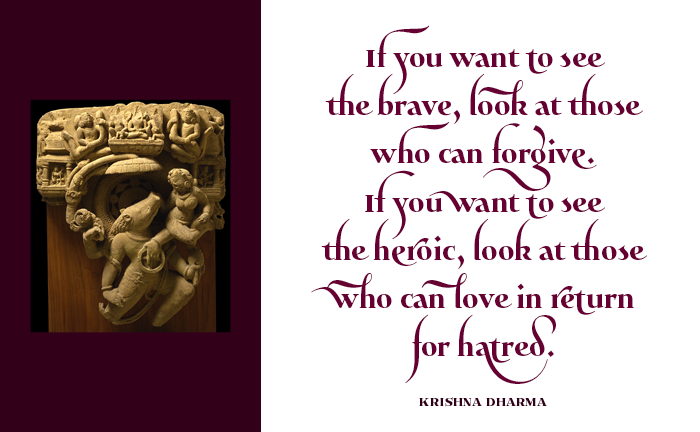 If you want to see
the brave, look at those
who can forgive.
If you want to see
the heroic, look at those
who can love in return
for hatred.
KRISHNA DHARMA